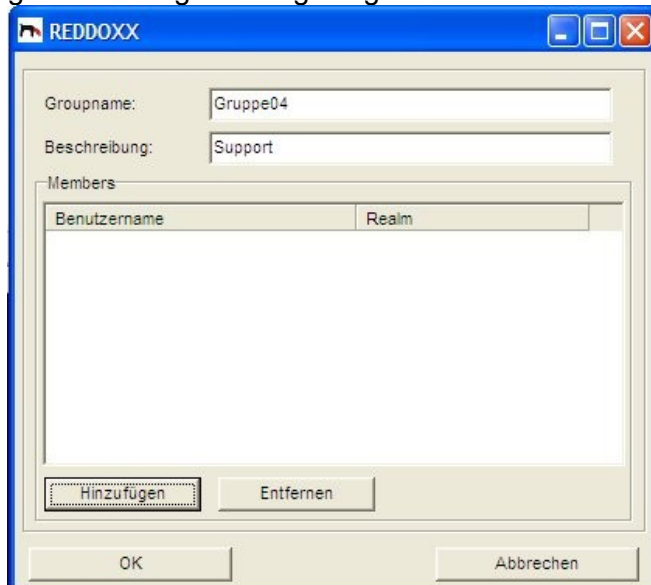 REDDOXX
Groupname: Gruppe04
Beschreibung: Support
Members
Benutzername Realm
Hinzufügen Entfernen
OK Abbrechen